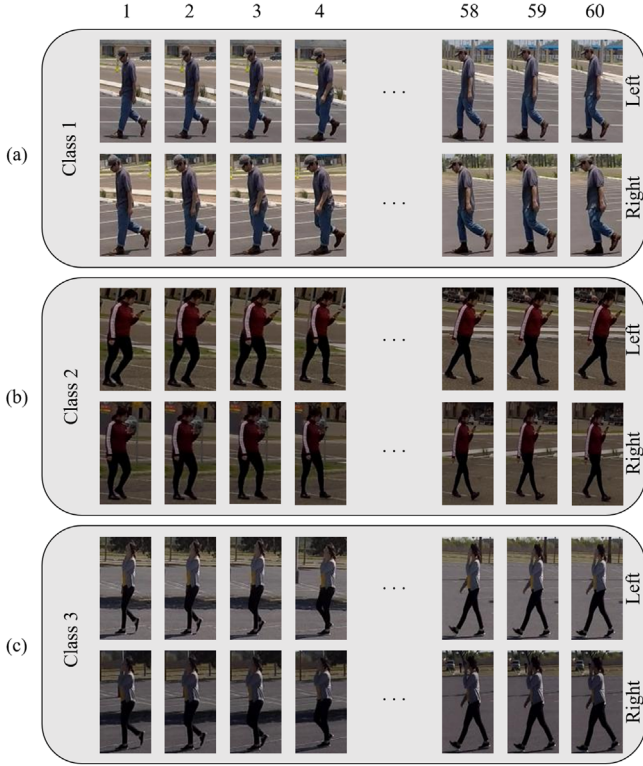 1 2 3 4 58 59 60
(a)
Class 1
Left
. . .
Right
. . .
(b)
Class 2
Left
. . .
Right
. . .
(c)
Class 3
Left
. . .
Right
. . .